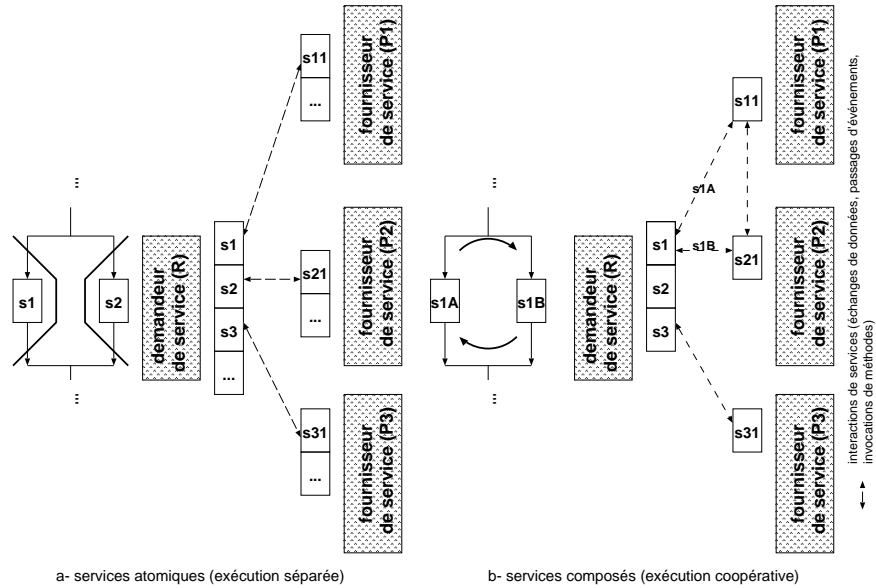 ...
s1
s2
...
demandeur
de service (R)
s1
s2
s3
...
s11
...
s21
...
s31
...
fournisseur
de service (P1)
fournisseur
de service (P2)
fournisseur
de service (P3)
a- services atomiques (exécution séparée)
...
s1A
s1B
...
demandeur
de service (R)
s1
s2
s3
s1A
s1B
s11
s21
s31
fournisseur
de service (P1)
fournisseur
de service (P2)
fournisseur
de service (P3)
b- services composés (exécution coopérative)
interactions de services (échanges de données, passages d'événements,
invocations de méthodes)